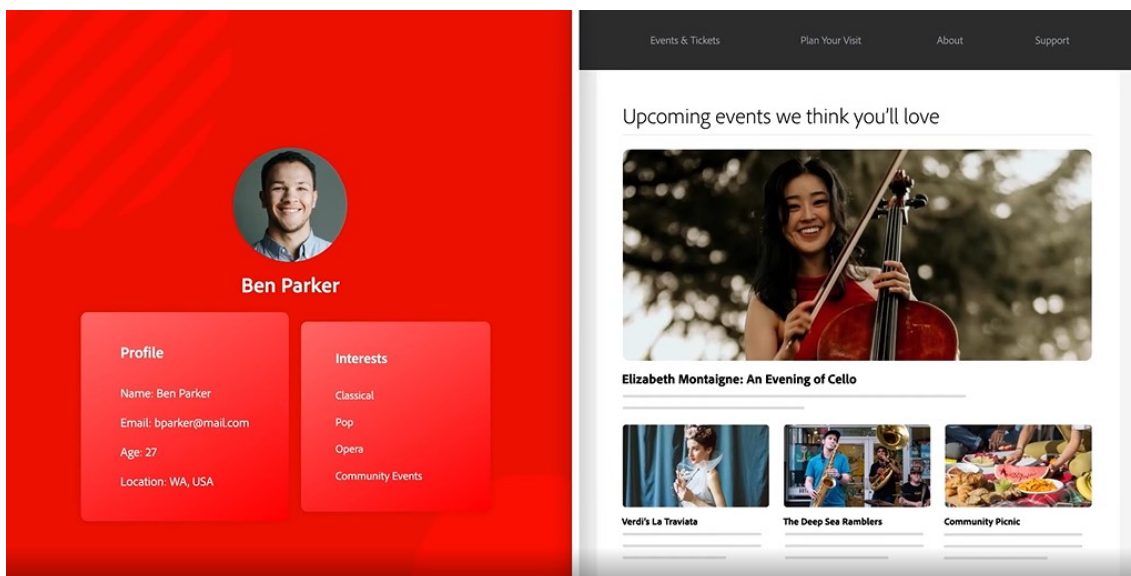 Ben Parker
Profile
Name: Ben Parker
Email: bparker@mail.com
Age: 27
Location: WA, USA
Interests
Classical
Pop
Opera
Community Events
Events & Tickets
Plan Your Visit
About
Support
Upcoming events we think you'll love
Elizabeth Montaigne: An Evening of Cello
Verdi's La Traviata
The Deep Sea Ramblers
Community Picnic